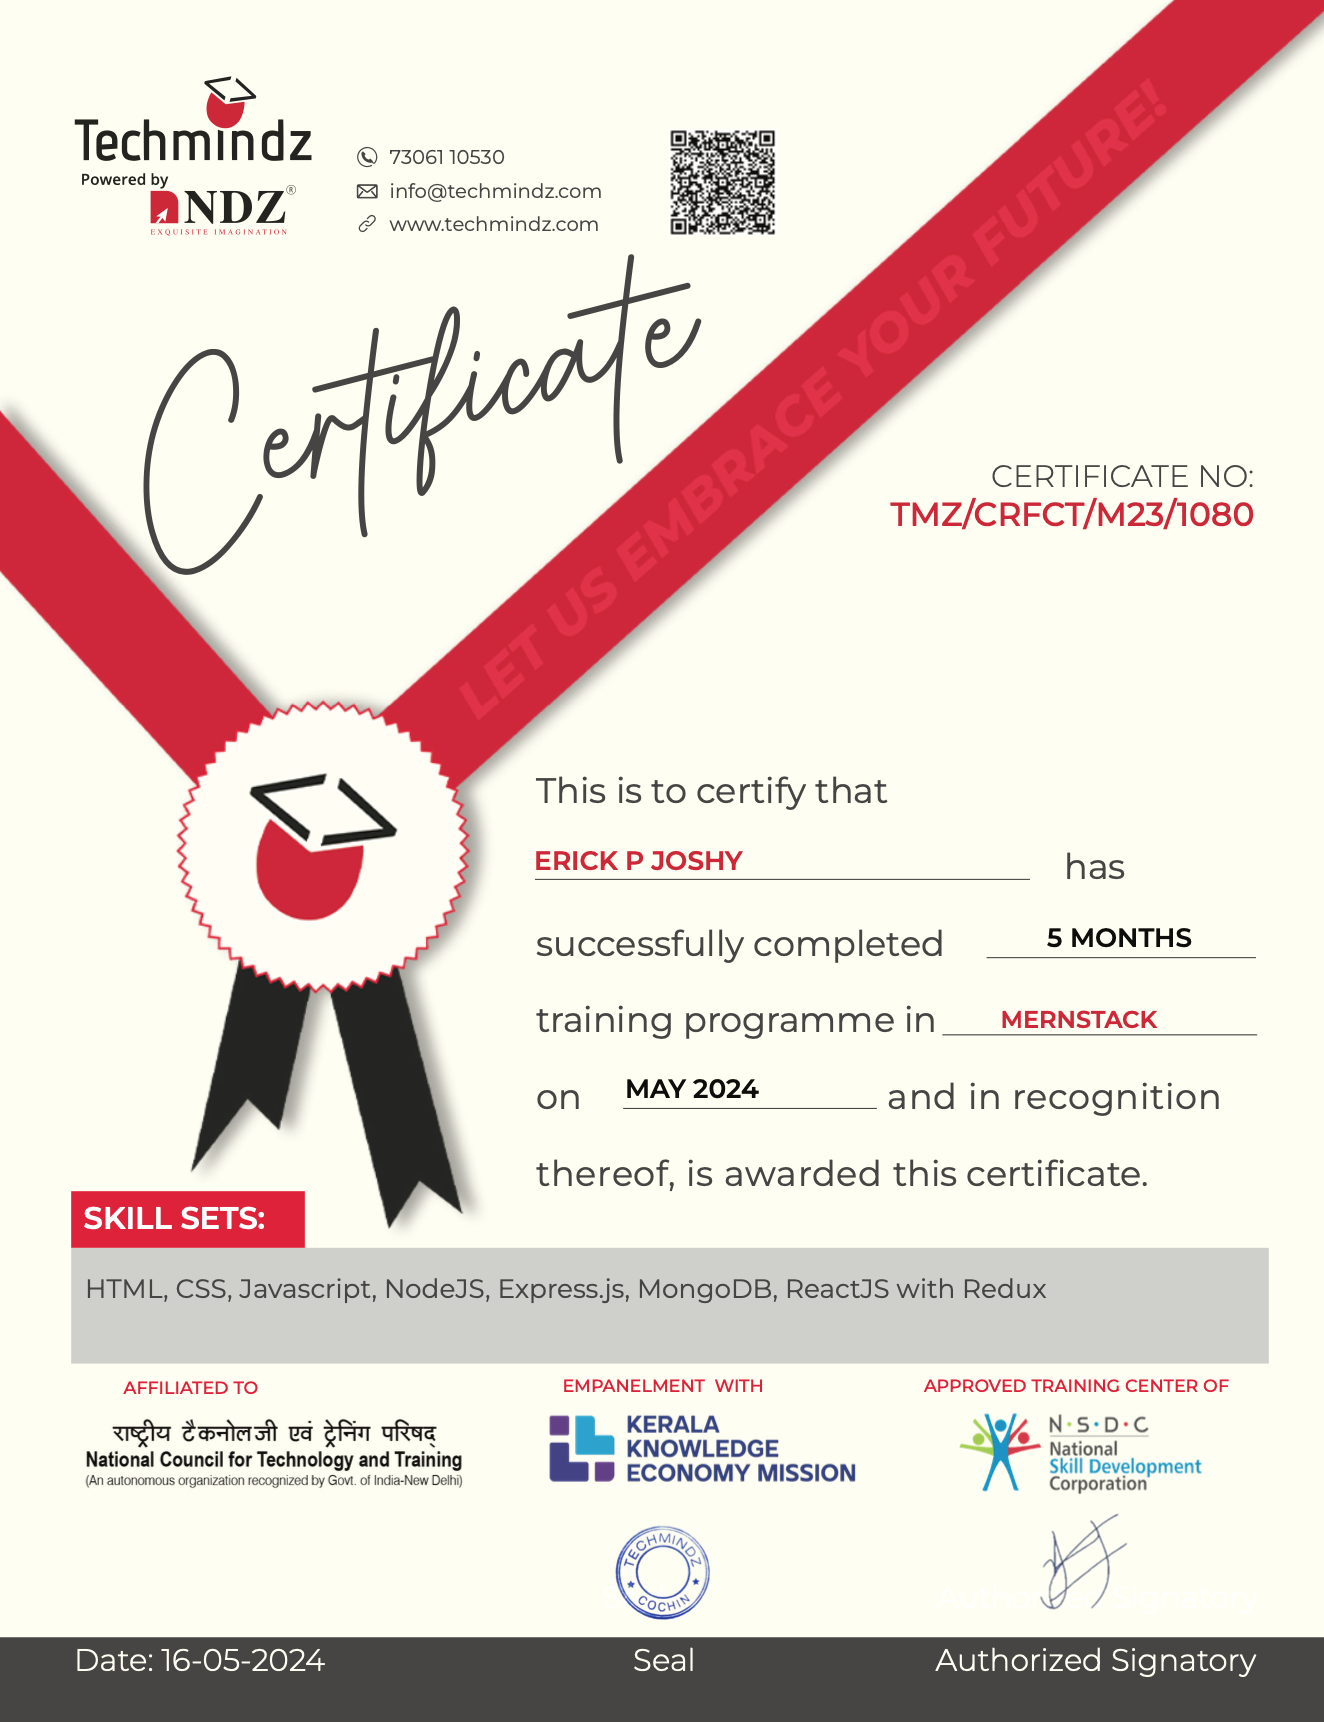 Techmindz
Powered by
NDZ®
EXQUISITE IMAGINATION
73061 10530
info@techmindz.com
www.techmindz.com
Certificate
LET US EMBRACE YOUR FUTURE!
CERTIFICATE NO:
TMZ/CRFCT/M23/1080
This is to certify that
ERICK P JOSHY has
successfully completed 5 MONTHS
training programme in MERNSTACK
on MAY 2024 and in recognition
thereof, is awarded this certificate.
SKILL SETS:
HTML, CSS, Javascript, NodeJS, Express.js, MongoDB, ReactJS with Redux
AFFILIATED TO
राष्ट्रीय टैकनोलजी एवं ट्रेनिंग परिषद्
National Council for Technology and Training
(An autonomous organization recognized by Govt. of India-New Delhi)
EMPANELMENT WITH
KERALA
KNOWLEDGE
ECONOMY MISSION
APPROVED TRAINING CENTER OF
N·S·D·C
National
Skill Development
Corporation
TECHMINDZ
COCHIN
Authorized Signatory
Date: 16-05-2024
Seal
Authorized Signatory